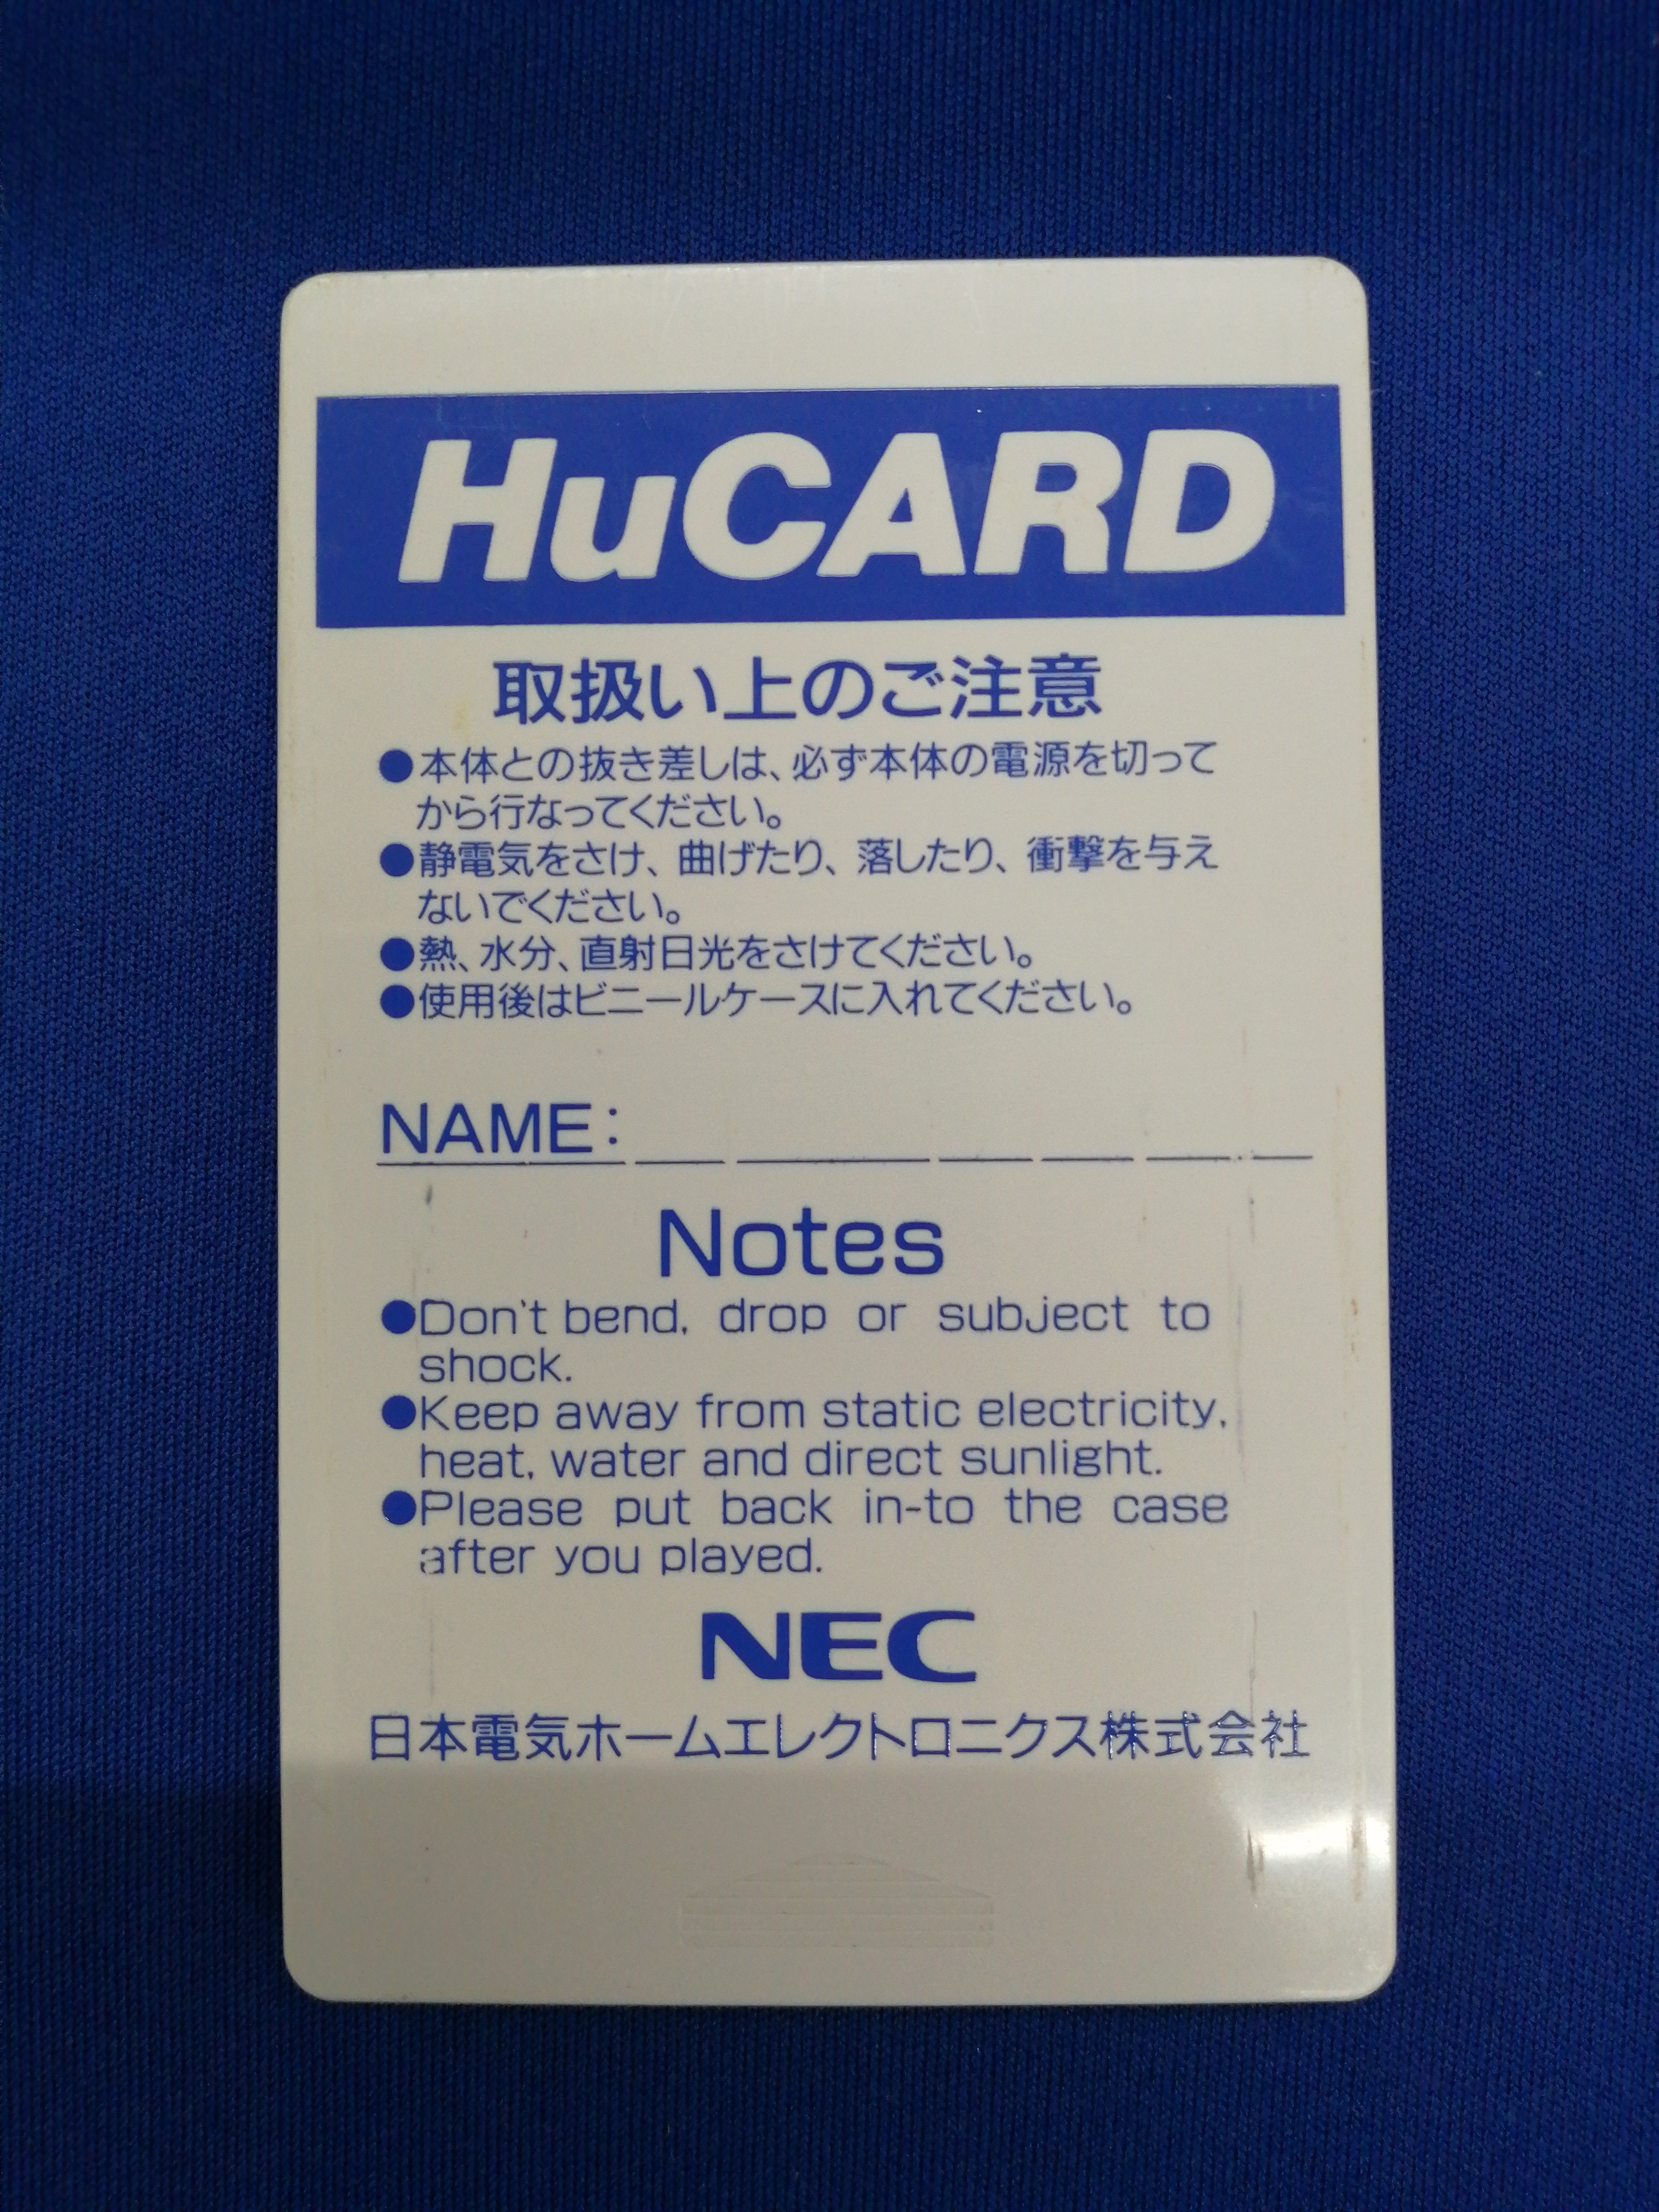 HuCARD
取扱い上のご注意
●本体との抜き差しは、必ず本体の電源を切って
から行なってください。
●静電気をさけ、曲げたり、落したり、衝撃を与え
ないでください。
●熱、水分、直射日光をさけてください。
●使用後はビニールケースに入れてください。
NAME:
Notes
●Don't bend, drop or subject to
shock.
●Keep away from static electricity,
heat, water and direct sunlight.
●Please put back in-to the case
after you played.
NEC
日本電気ホームエレクトロニクス株式会社